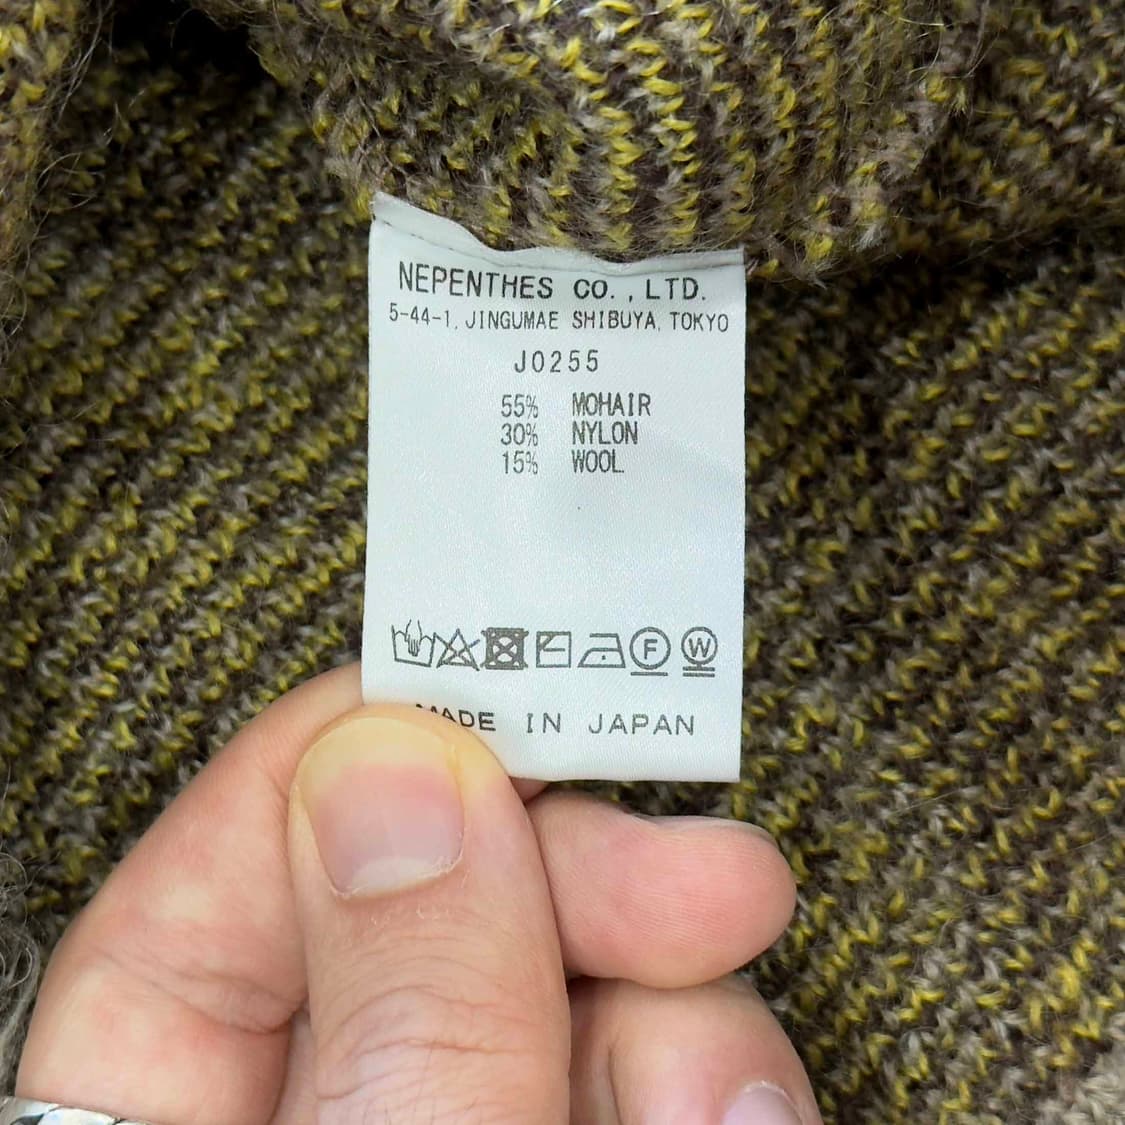 NEPENTHES CO.,LTD.
5-44-1, JINGUMAE SHIBUYA, TOKYO
J0255
55% MOHAIR
30% NYLON
15% WOOL
F W
MADE IN JAPAN